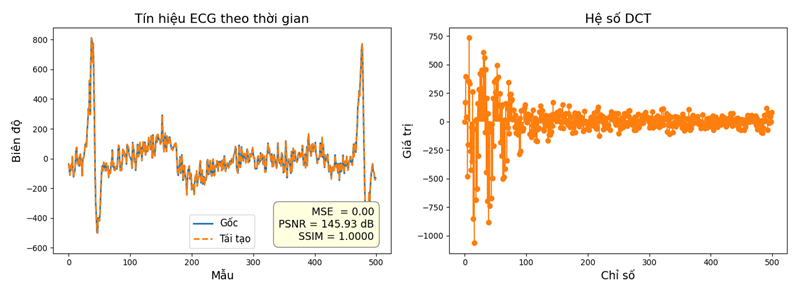 Tín hiệu ECG theo thời gian
800
600
400
200
0
−200
−400
−600
Biên độ
0
100
200
300
400
500
Mẫu
Gốc
Tái tạo
MSE = 0.00
PSNR = 145.93 dB
SSIM = 1.0000
Hệ số DCT
750
500
250
0
−250
−500
−750
−1000
Giá trị
0
100
200
300
400
500
Chỉ số